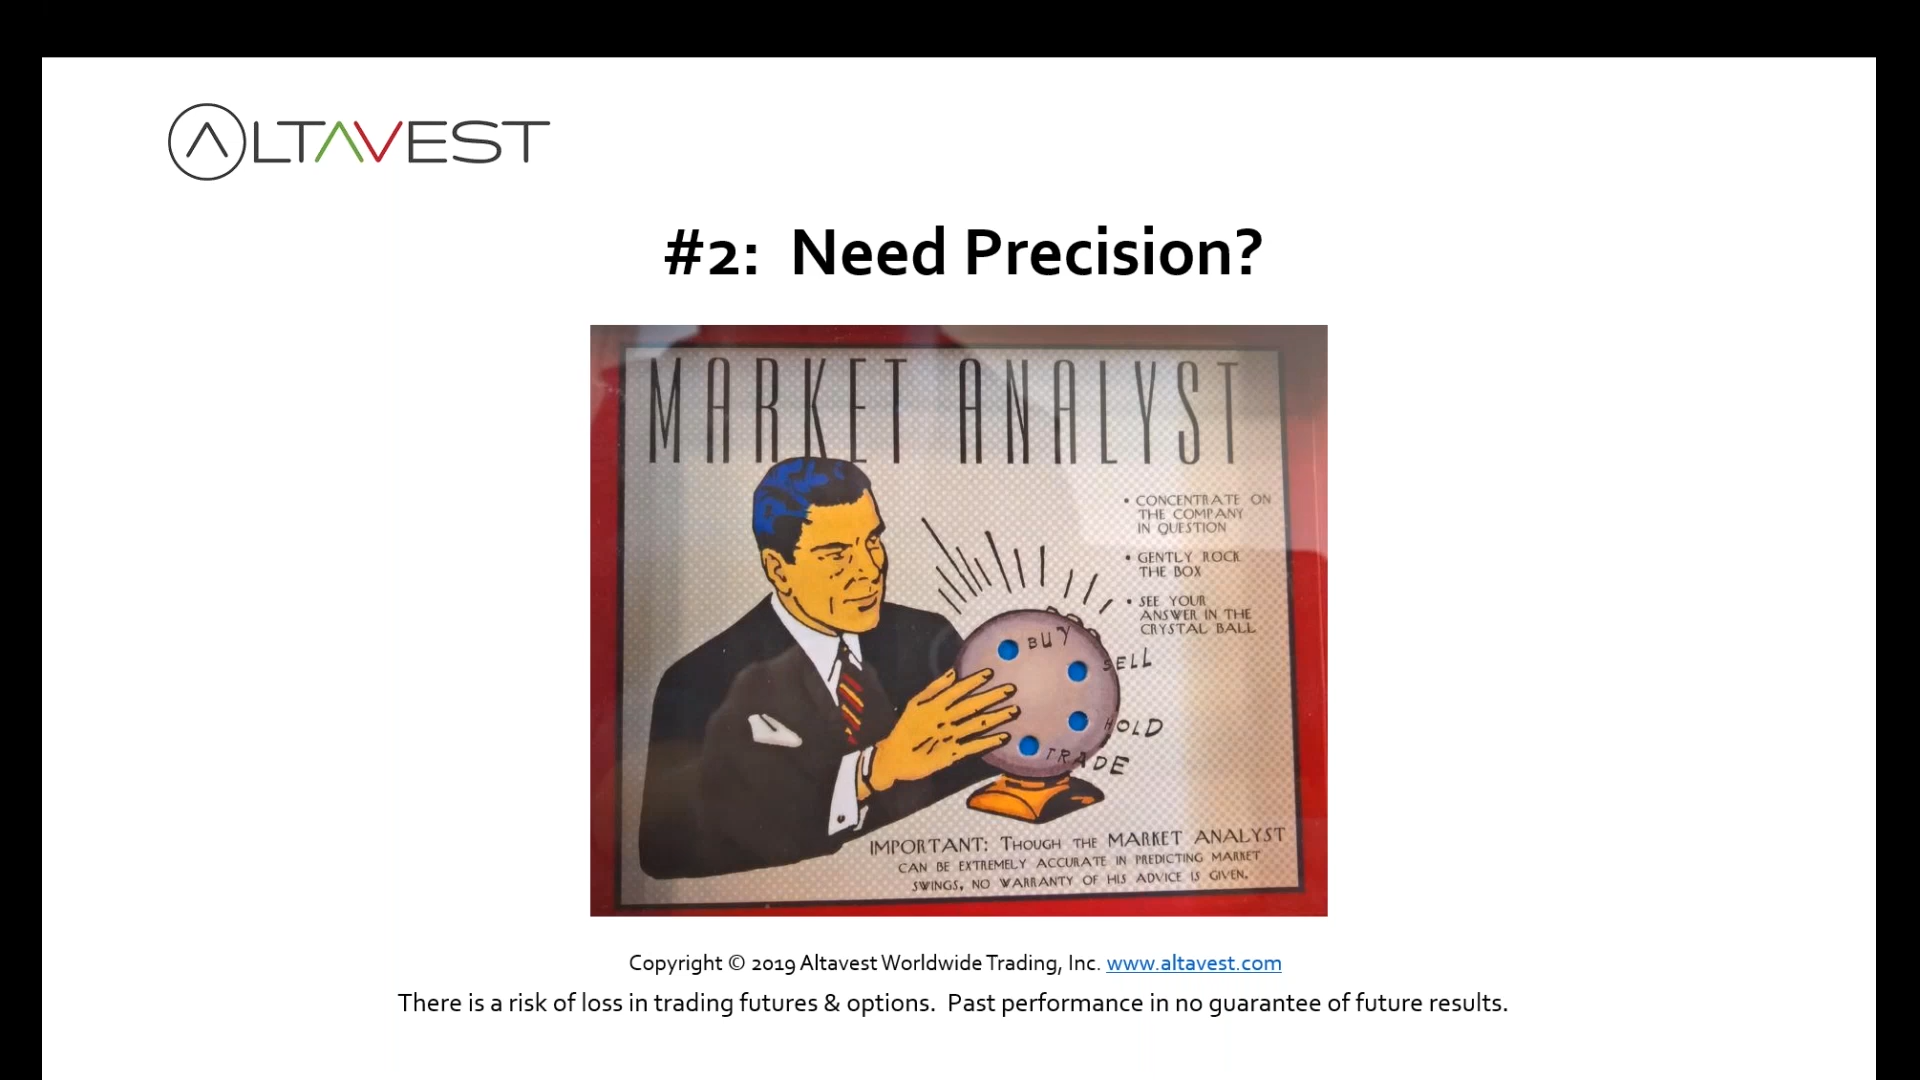 ALTAVEST
#2: Need Precision?
MARKET ANALYST
• CONCENTRATE ON
THE COMPANY
IN QUESTION
• GENTLY ROCK
THE BOX
• SEE YOUR
ANSWER IN THE
CRYSTAL BALL
BUY
SELL
HOLD
TRADE
IMPORTANT: THOUGH THE MARKET ANALYST
CAN BE EXTREMELY ACCURATE IN PREDICTING MARKET
SWINGS, NO WARRANTY OF HIS ADVICE IS GIVEN.
Copyright © 2019 Altavest Worldwide Trading, Inc. www.altavest.com
There is a risk of loss in trading futures & options. Past performance in no guarantee of future results.